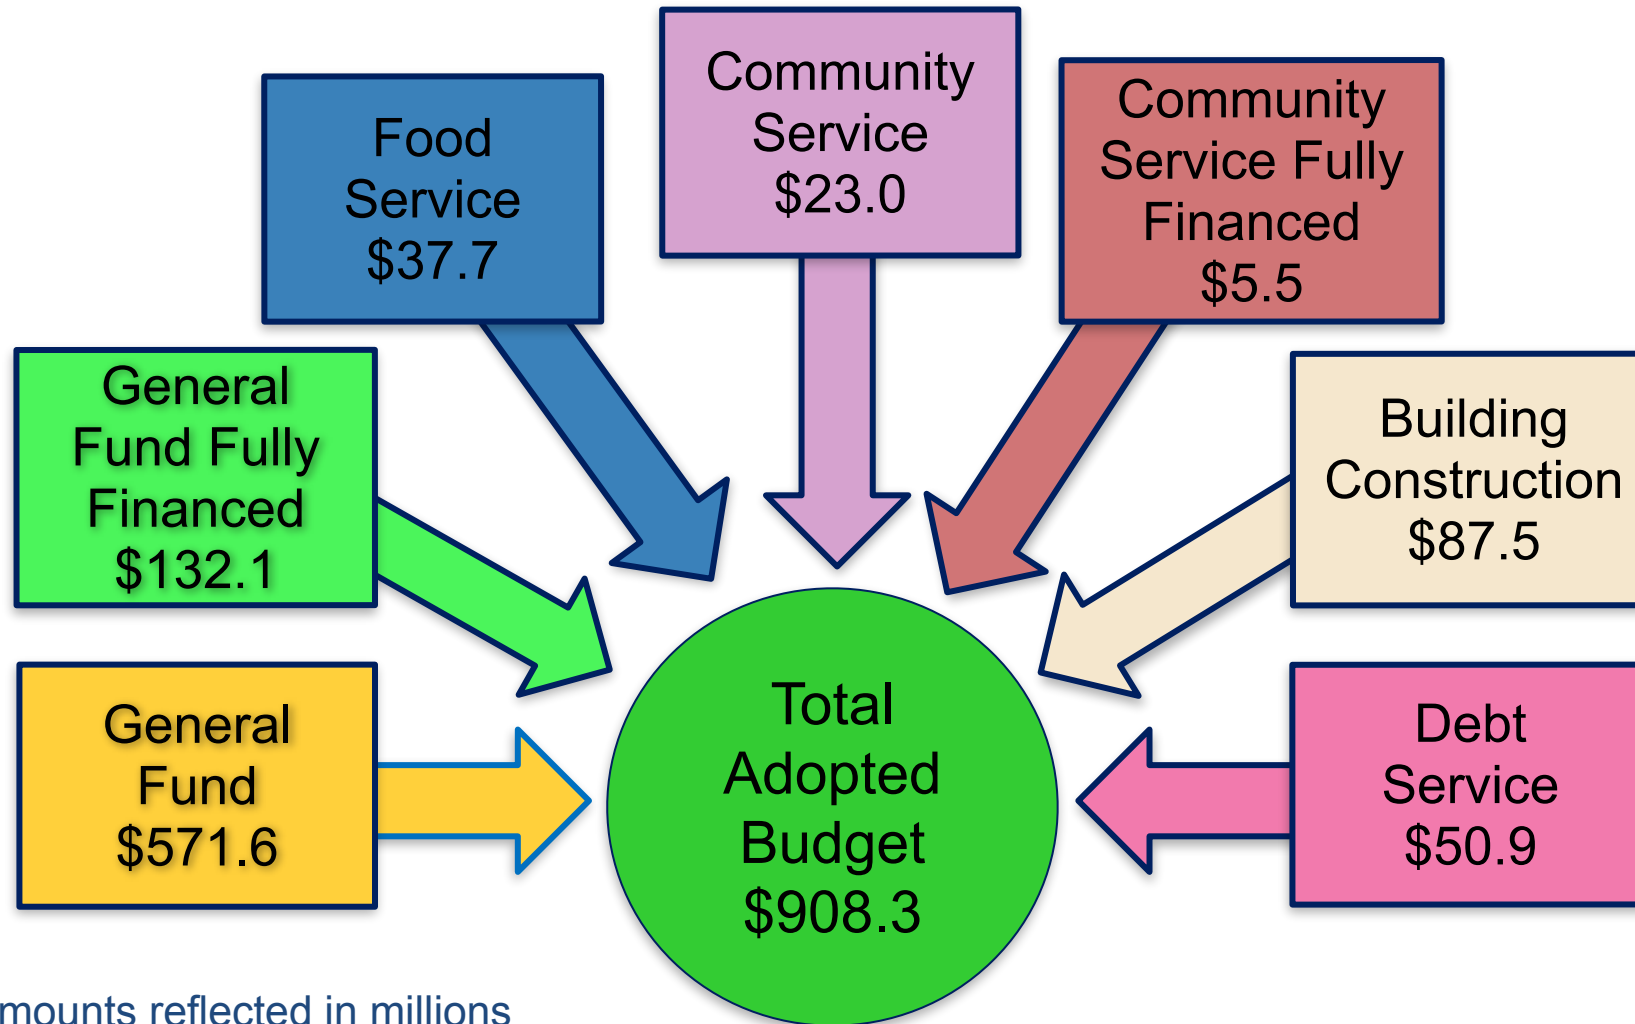 Community
Service
$23.0
Food
Service
$37.7
Community
Service Fully
Financed
$5.5
General
Fund Fully
Financed
$132.1
Building
Construction
$87.5
General
Fund
$571.6
Total
Adopted
Budget
$908.3
Debt
Service
$50.9
mounts reflected in millions